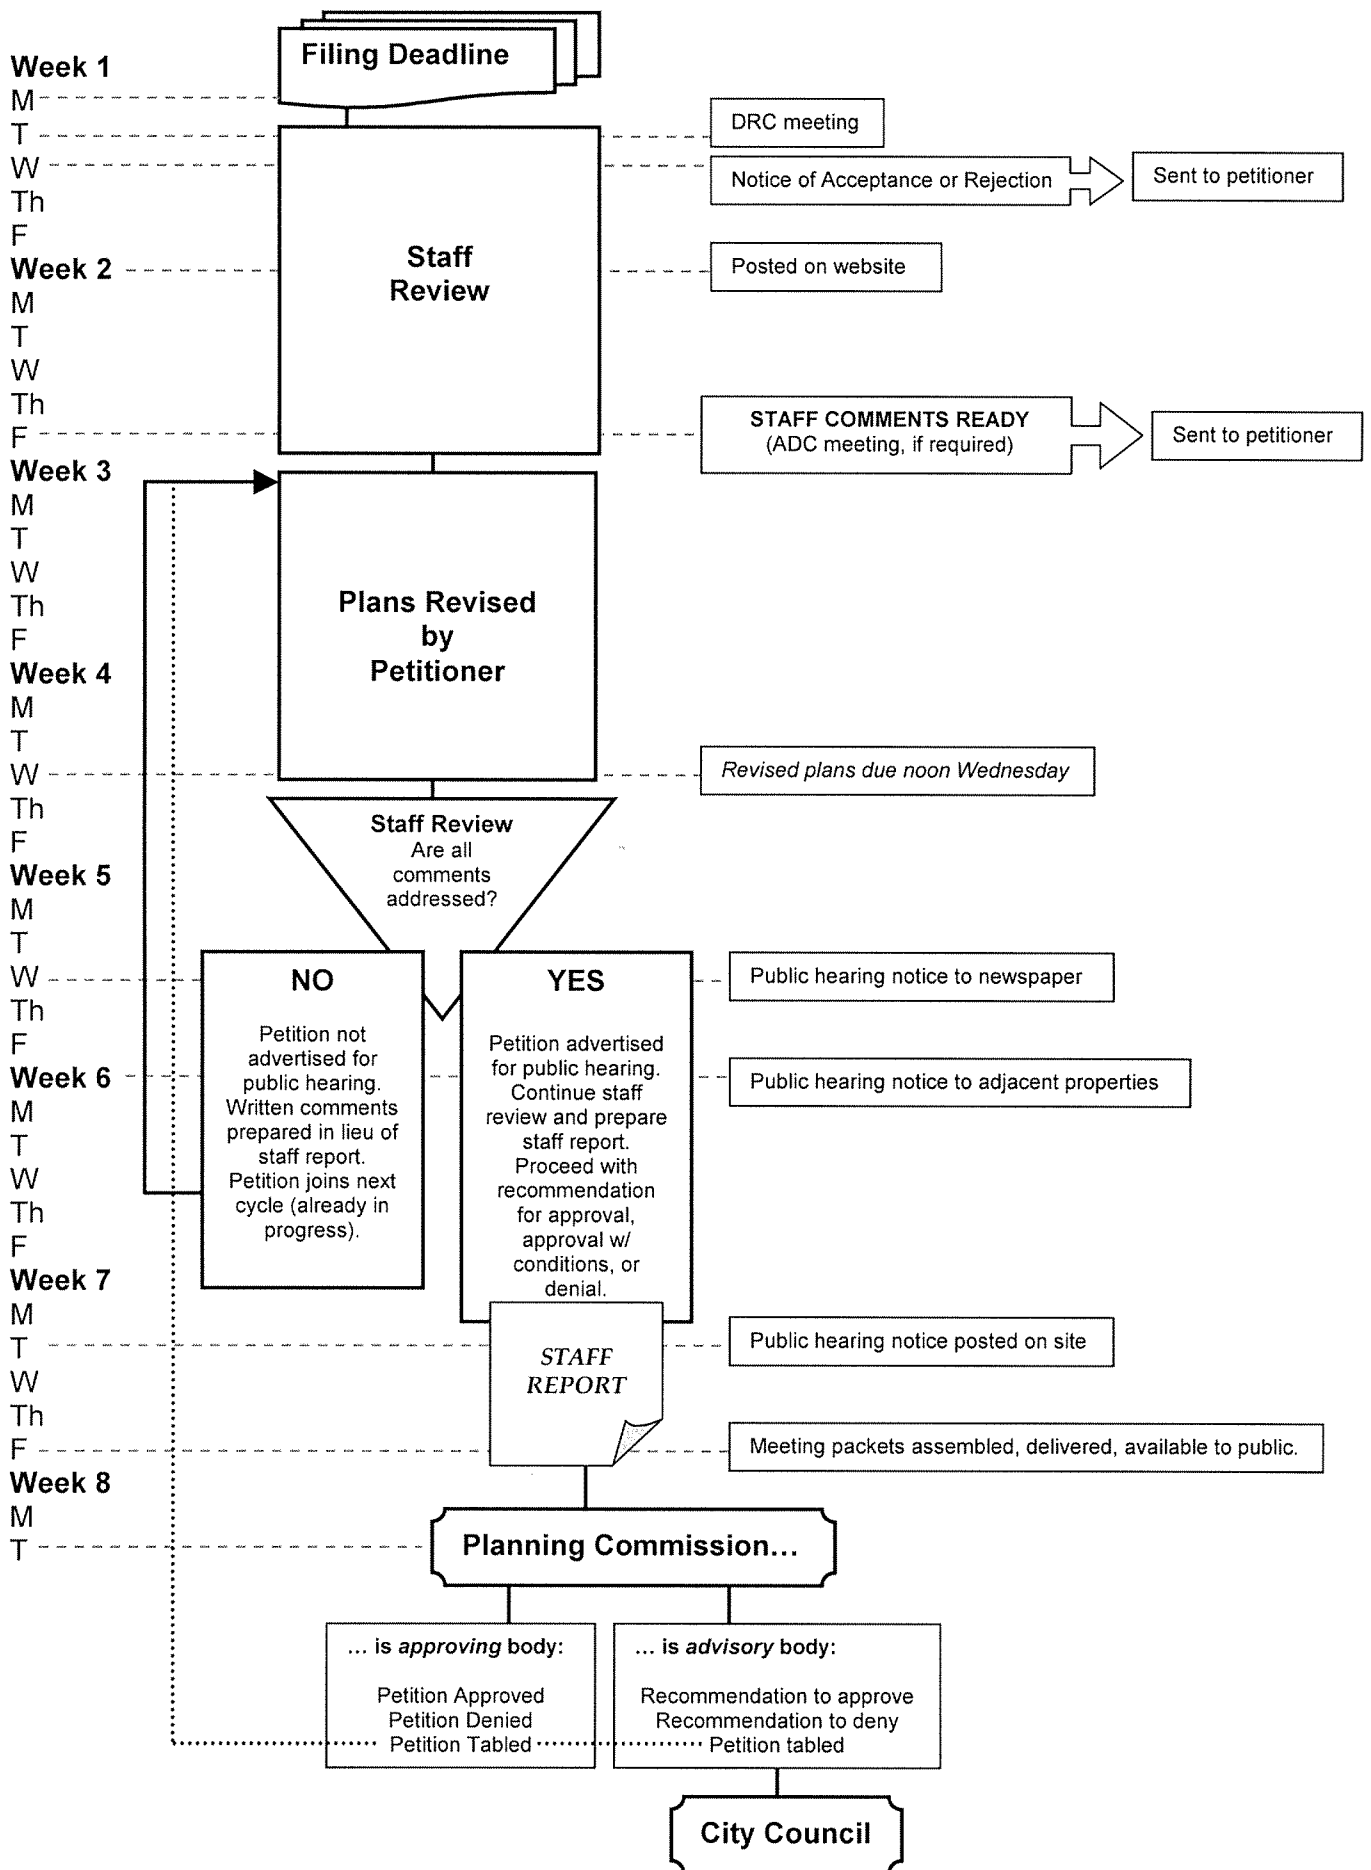 Filing Deadline
Week 1
M
T
DRC meeting
W
Notice of Acceptance or Rejection
Sent to petitioner
Th
F
Staff
Review
Week 2
Posted on website
M
T
W
Th
F
STAFF COMMENTS READY
(ADC meeting, if required)
Sent to petitioner
Week 3
M
T
W
Th
F
Plans Revised
by
Petitioner
Week 4
M
T
W
Revised plans due noon Wednesday
Th
F
Staff Review
Are all
comments
addressed?
Week 5
M
T
W
Public hearing notice to newspaper
Th
F
NO
Petition not
advertised for
public hearing.
Written comments
prepared in lieu of
staff report.
Petition joins next
cycle (already in
progress).
YES
Petition advertised
for public hearing.
Continue staff
review and prepare
staff report.
Proceed with
recommendation
for approval,
approval w/
conditions, or
denial.
Week 6
Public hearing notice to adjacent properties
M
T
W
Th
F
Week 7
M
T
Public hearing notice posted on site
STAFF
REPORT
W
Th
F
Meeting packets assembled, delivered, available to public.
Week 8
M
T
Planning Commission...
... is approving body:
Petition Approved
Petition Denied
Petition Tabled
... is advisory body:
Recommendation to approve
Recommendation to deny
Petition tabled
City Council